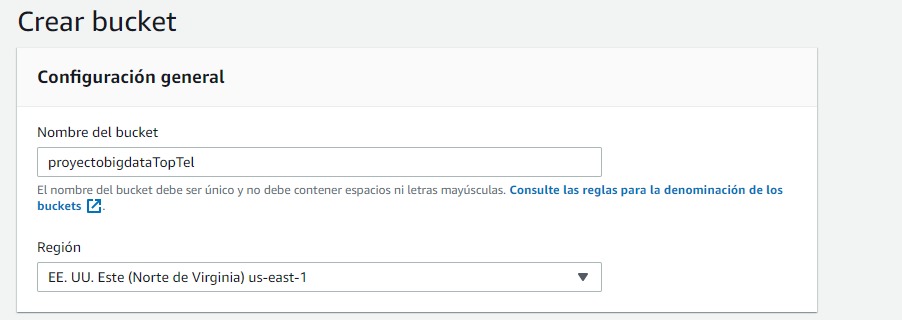 Crear bucket
Configuración general
Nombre del bucket
proyectobigdataTopTel
El nombre del bucket debe ser único y no debe contener espacios ni letras mayúsculas. Consulte las reglas para la denominación de los
buckets.
Región
EE. UU. Este (Norte de Virginia) us-east-1